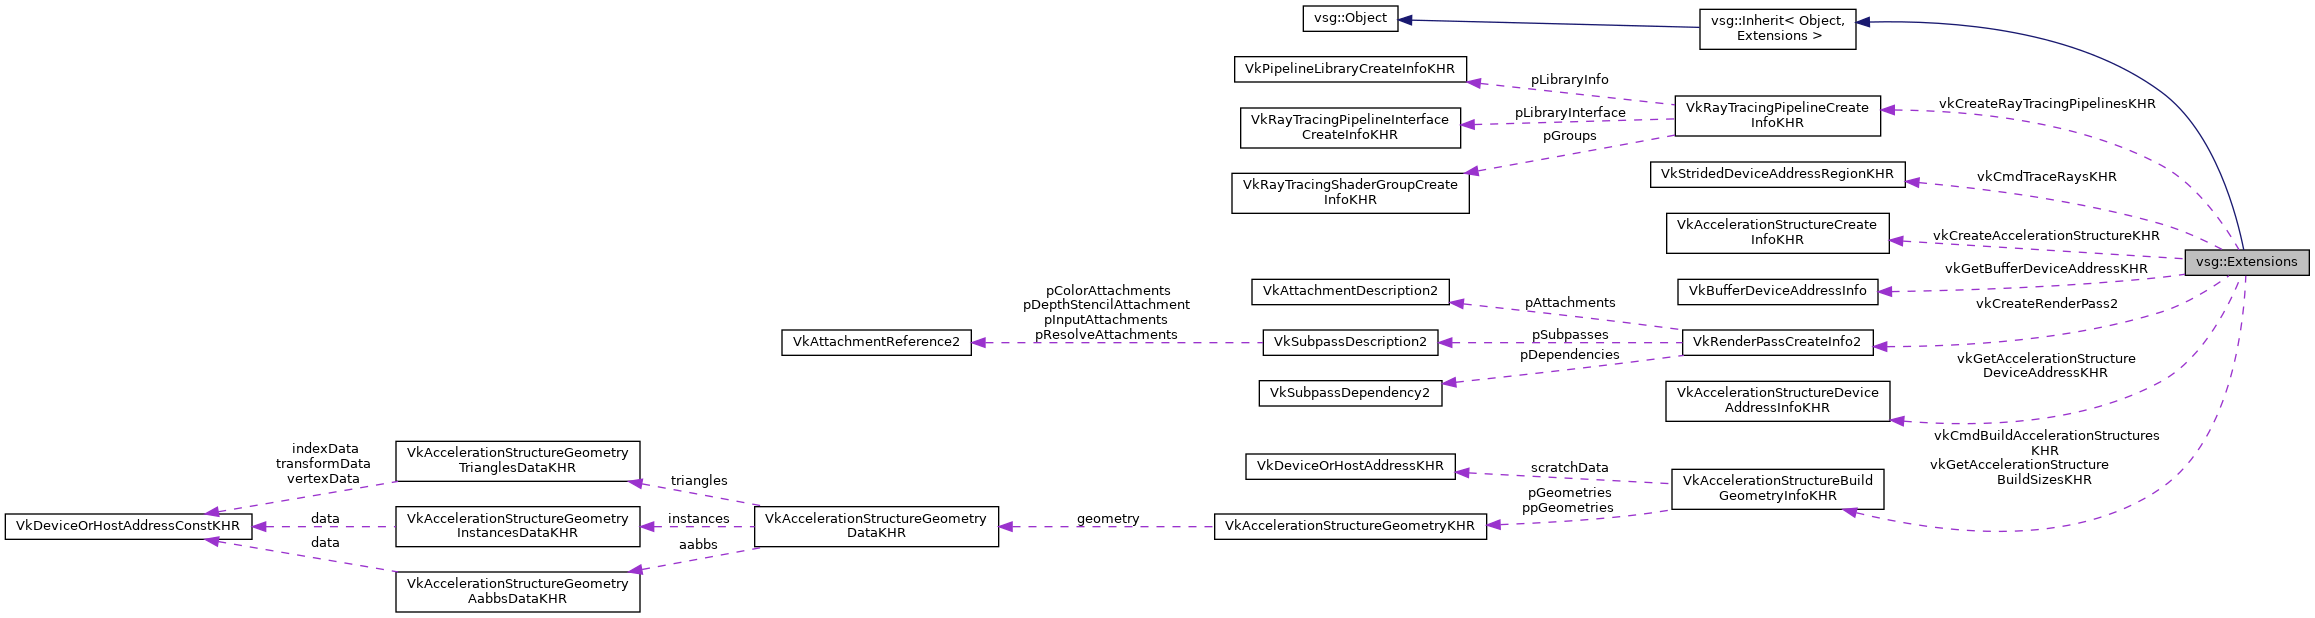 vsg::Object
vsg::Inherit< Object,
Extensions >
VkPipelineLibraryCreateInfoKHR
pLibraryInfo
VkRayTracingPipelineInterface
CreateInfoKHR
pLibraryInterface
VkRayTracingPipelineCreate
InfoKHR
vkCreateRayTracingPipelinesKHR
pGroups
VkRayTracingShaderGroupCreate
InfoKHR
VkStridedDeviceAddressRegionKHR
vkCmdTraceRaysKHR
VkAccelerationStructureCreate
InfoKHR
vkCreateAccelerationStructureKHR
vsg::Extensions
VkBufferDeviceAddressInfo
vkGetBufferDeviceAddressKHR
VkAttachmentDescription2
pAttachments
vkCreateRenderPass2
pColorAttachments
pDepthStencilAttachment
pInputAttachments
pResolveAttachments
VkAttachmentReference2
VkSubpassDescription2
pSubpasses
VkRenderPassCreateInfo2
pDependencies
VkSubpassDependency2
vkGetAccelerationStructure
DeviceAddressKHR
VkAccelerationStructureDevice
AddressInfoKHR
vkCmdBuildAccelerationStructures
KHR
vkGetAccelerationStructure
BuildSizesKHR
VkDeviceOrHostAddressKHR
scratchData
VkAccelerationStructureBuild
GeometryInfoKHR
pGeometries
ppGeometries
indexData
transformData
vertexData
VkAccelerationStructureGeometry
TrianglesDataKHR
triangles
VkDeviceOrHostAddressConstKHR
data
VkAccelerationStructureGeometry
InstancesDataKHR
instances
VkAccelerationStructureGeometry
DataKHR
geometry
VkAccelerationStructureGeometryKHR
data
aabbs
VkAccelerationStructureGeometry
AabbsDataKHR